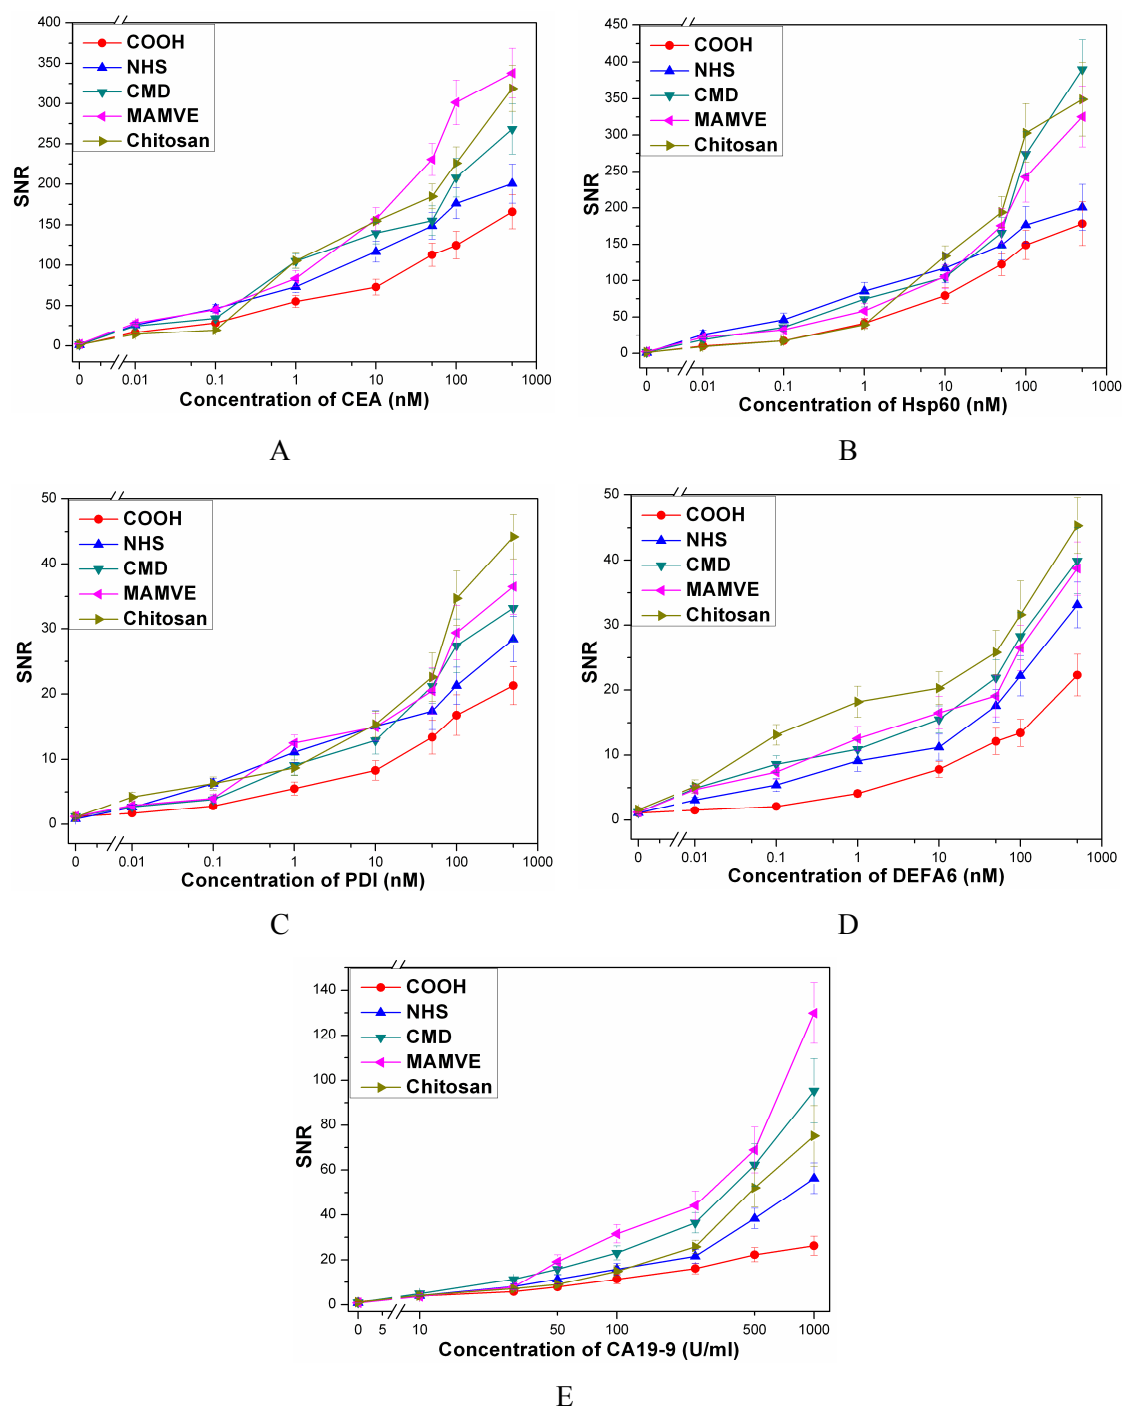 400
350
300
250
200
150
100
50
0
SNR
COOH
NHS
CMD
MAMVE
Chitosan
0 0.01 0.1 1 10 100 1000
Concentration of CEA (nM)
A
450
400
350
300
250
200
150
100
50
0
SNR
COOH
NHS
CMD
MAMVE
Chitosan
0 0.01 0.1 1 10 100 1000
Concentration of Hsp60 (nM)
B
50
40
30
20
10
0
SNR
COOH
NHS
CMD
MAMVE
Chitosan
0 0.01 0.1 1 10 100 1000
Concentration of PDI (nM)
C
50
40
30
20
10
0
SNR
COOH
NHS
CMD
MAMVE
Chitosan
0 0.01 0.1 1 10 100 1000
Concentration of DEFA6 (nM)
D
140
120
100
80
60
40
20
0
SNR
COOH
NHS
CMD
MAMVE
Chitosan
0 5 10 50 100 500 1000
Concentration of CA19-9 (U/ml)
E